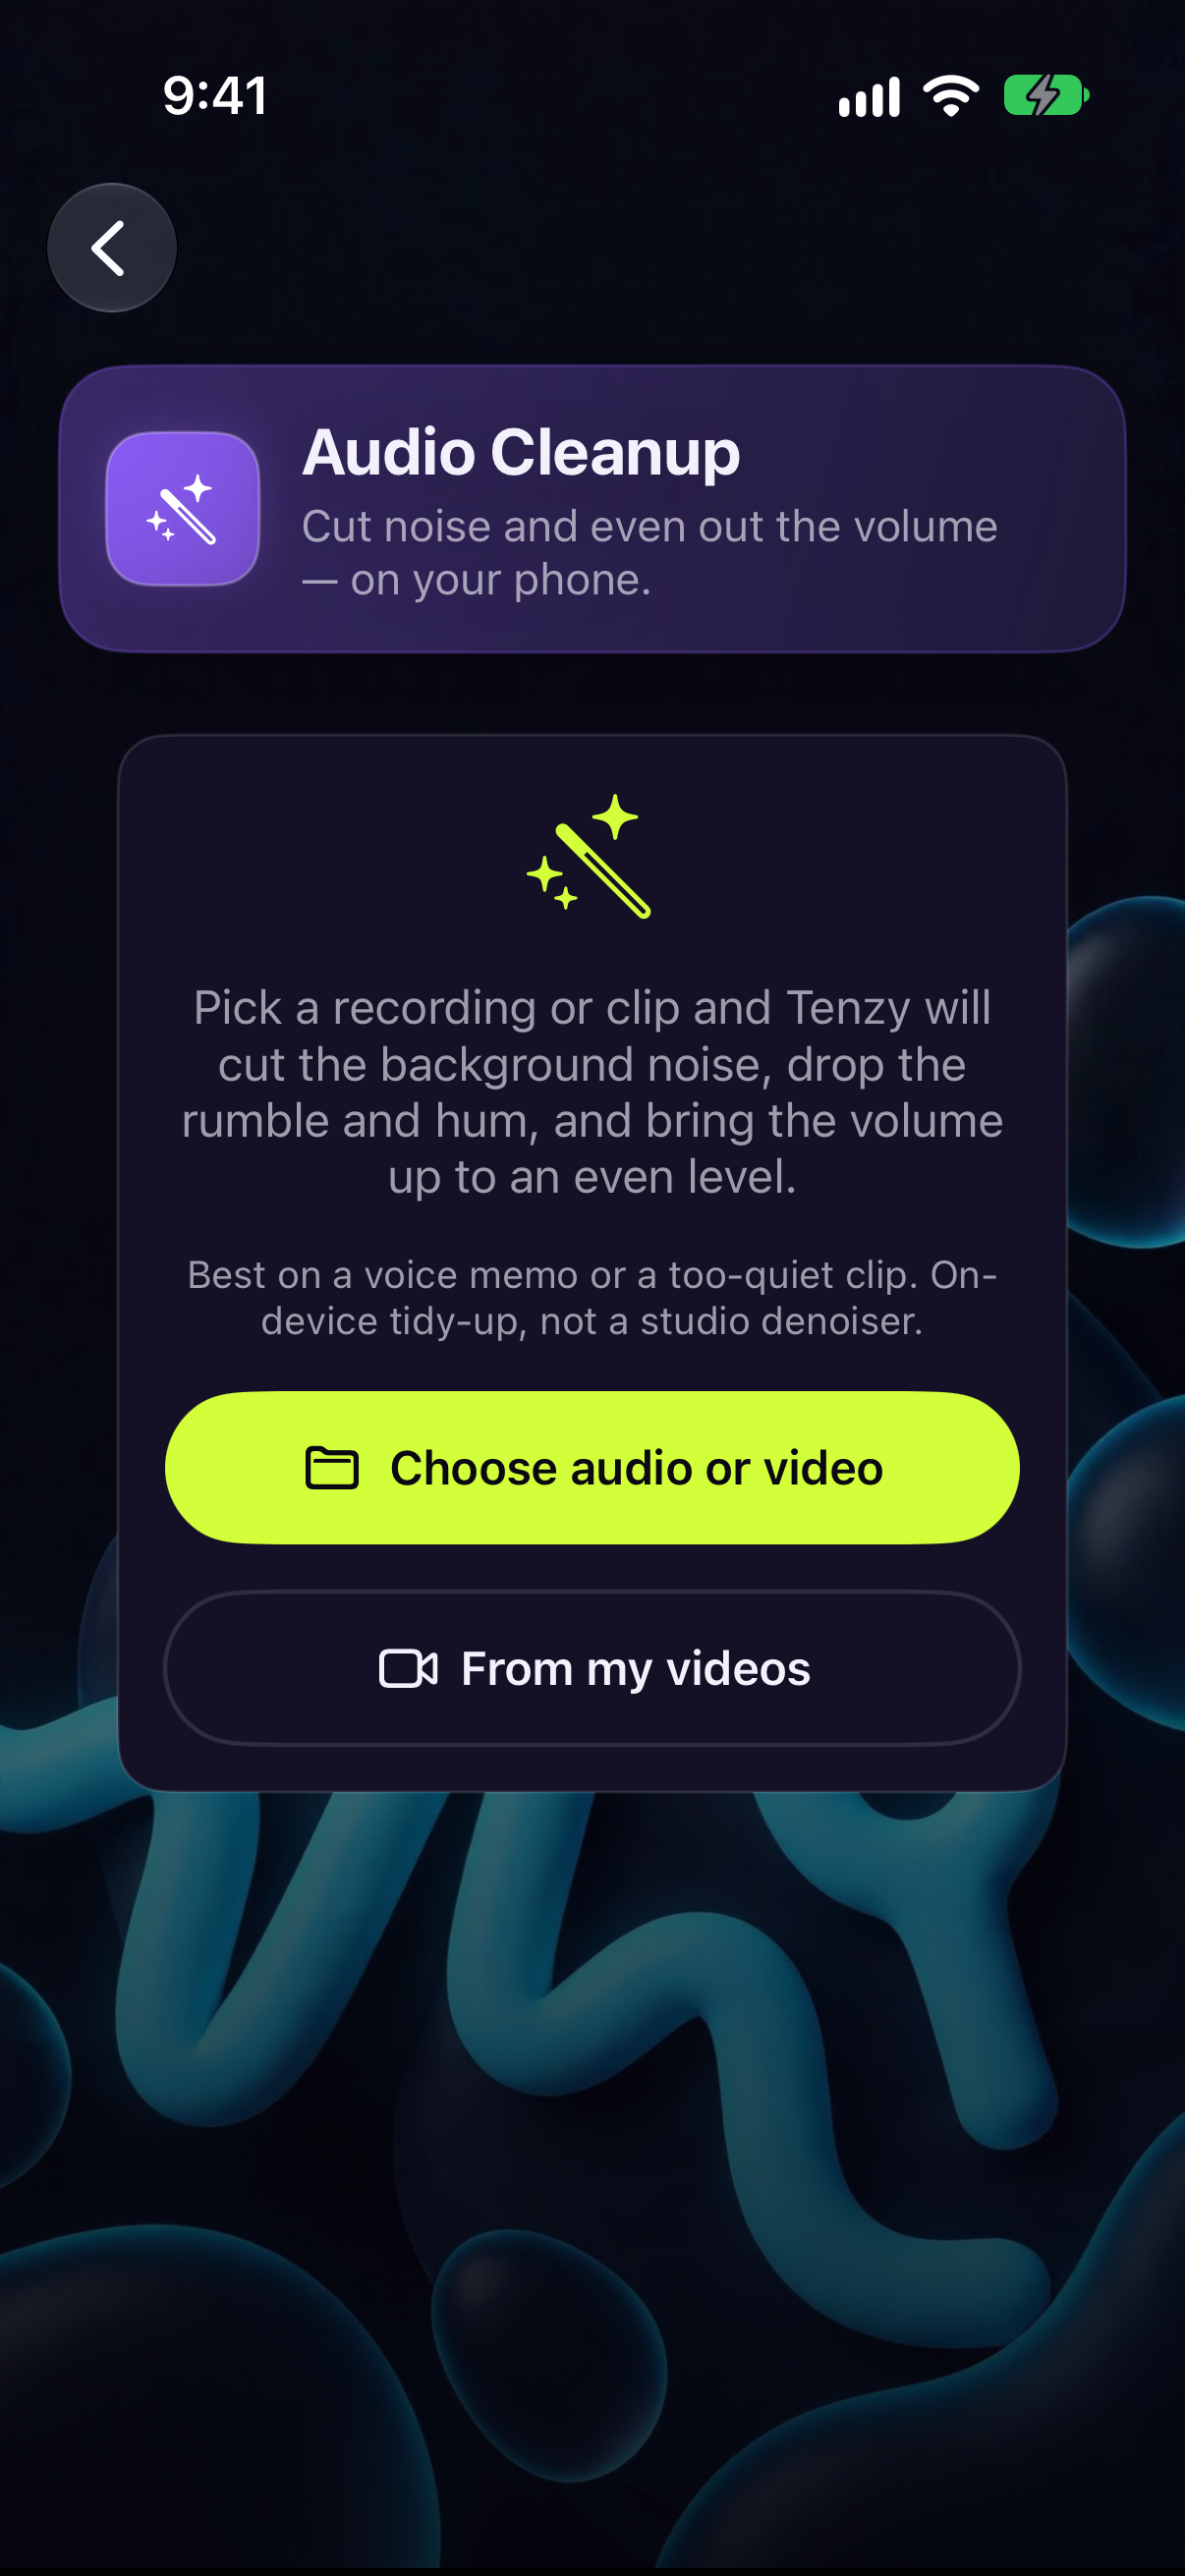 9:41
Audio Cleanup
Cut noise and even out the volume
— on your phone.
Pick a recording or clip and Tenzy will
cut the background noise, drop the
rumble and hum, and bring the volume
up to an even level.
Best on a voice memo or a too-quiet clip. On-
device tidy-up, not a studio denoiser.
Choose audio or video
From my videos